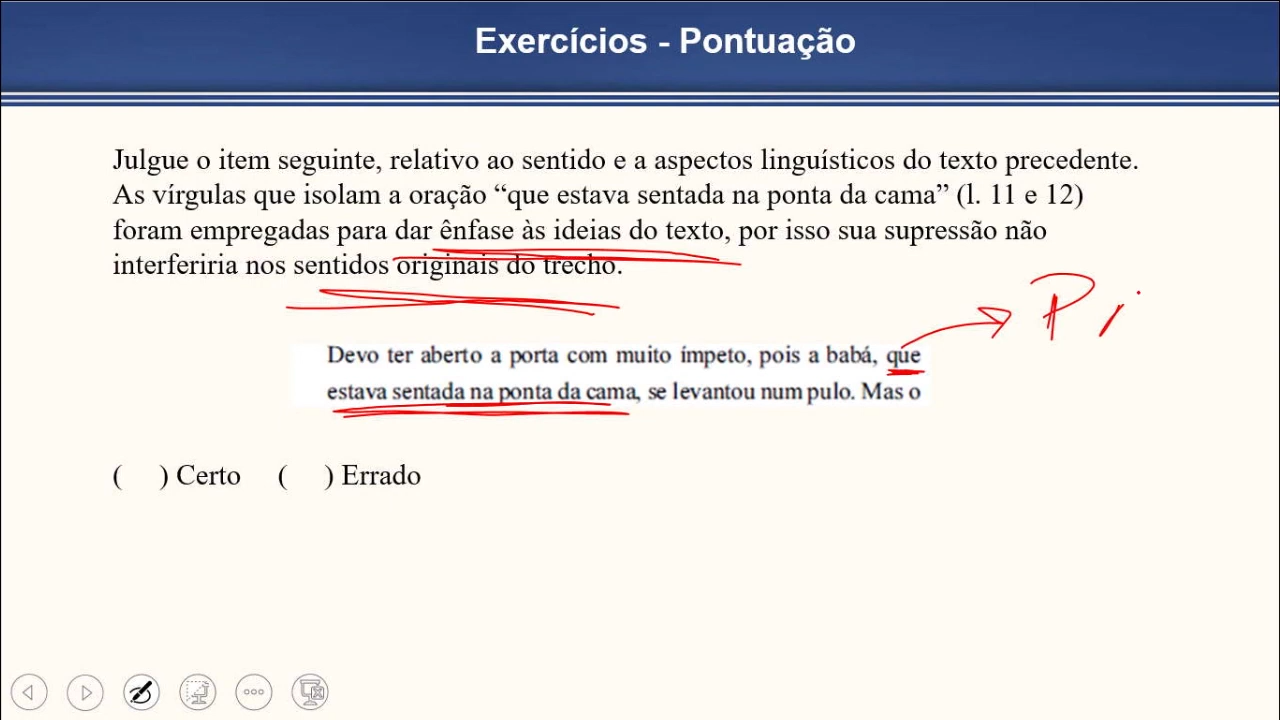 Exercícios - Pontuação
Julgue o item seguinte, relativo ao sentido e a aspectos linguísticos do texto precedente.
As vírgulas que isolam a oração “que estava sentada na ponta da cama” (l. 11 e 12)
foram empregadas para dar ênfase às ideias do texto, por isso sua supressão não
interferiria nos sentidos originais do trecho.
Devo ter aberto a porta com muito ímpeto, pois a babá, que
estava sentada na ponta da cama, se levantou num pulo. Mas o
( ) Certo ( ) Errado